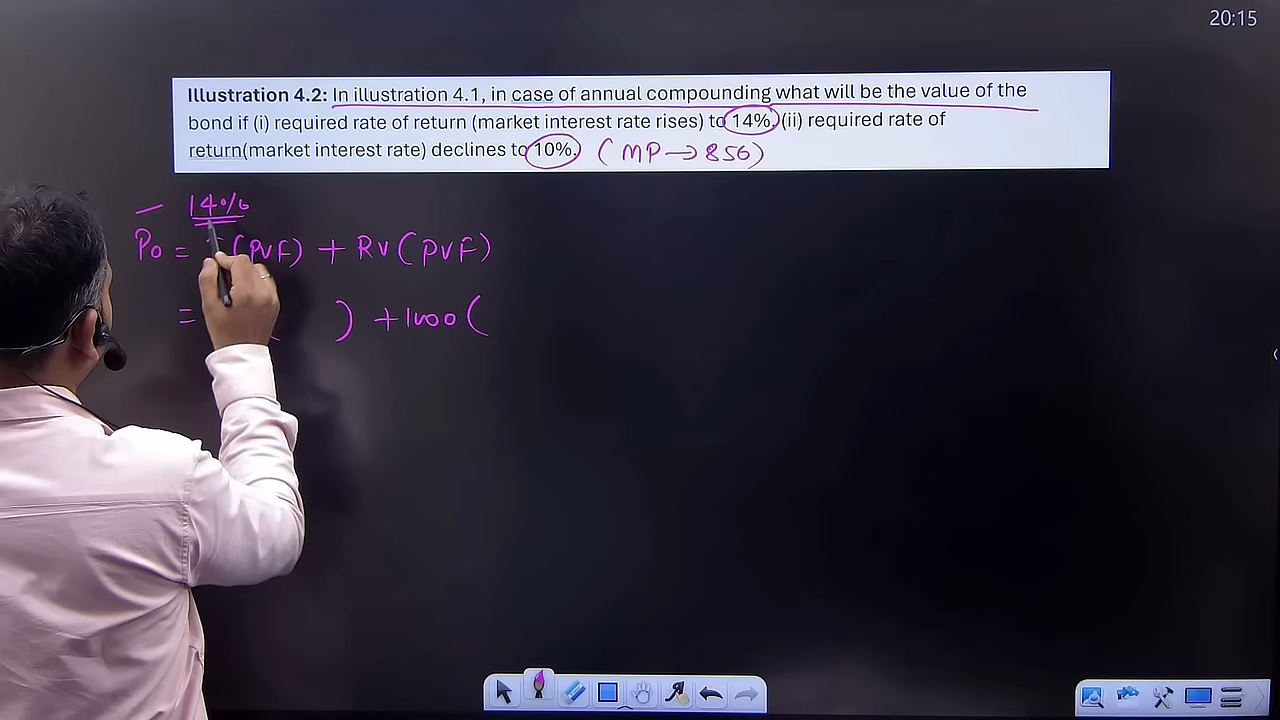 20:15
Illustration 4.2: In illustration 4.1, in case of annual compounding what will be the value of the
bond if (i) required rate of return (market interest rate rises) to 14%. (ii) required rate of
return(market interest rate) declines to 10%. (MP→856)
– 14%
P0 = (PVF) + RV (PVF)
= ) + 1000 (